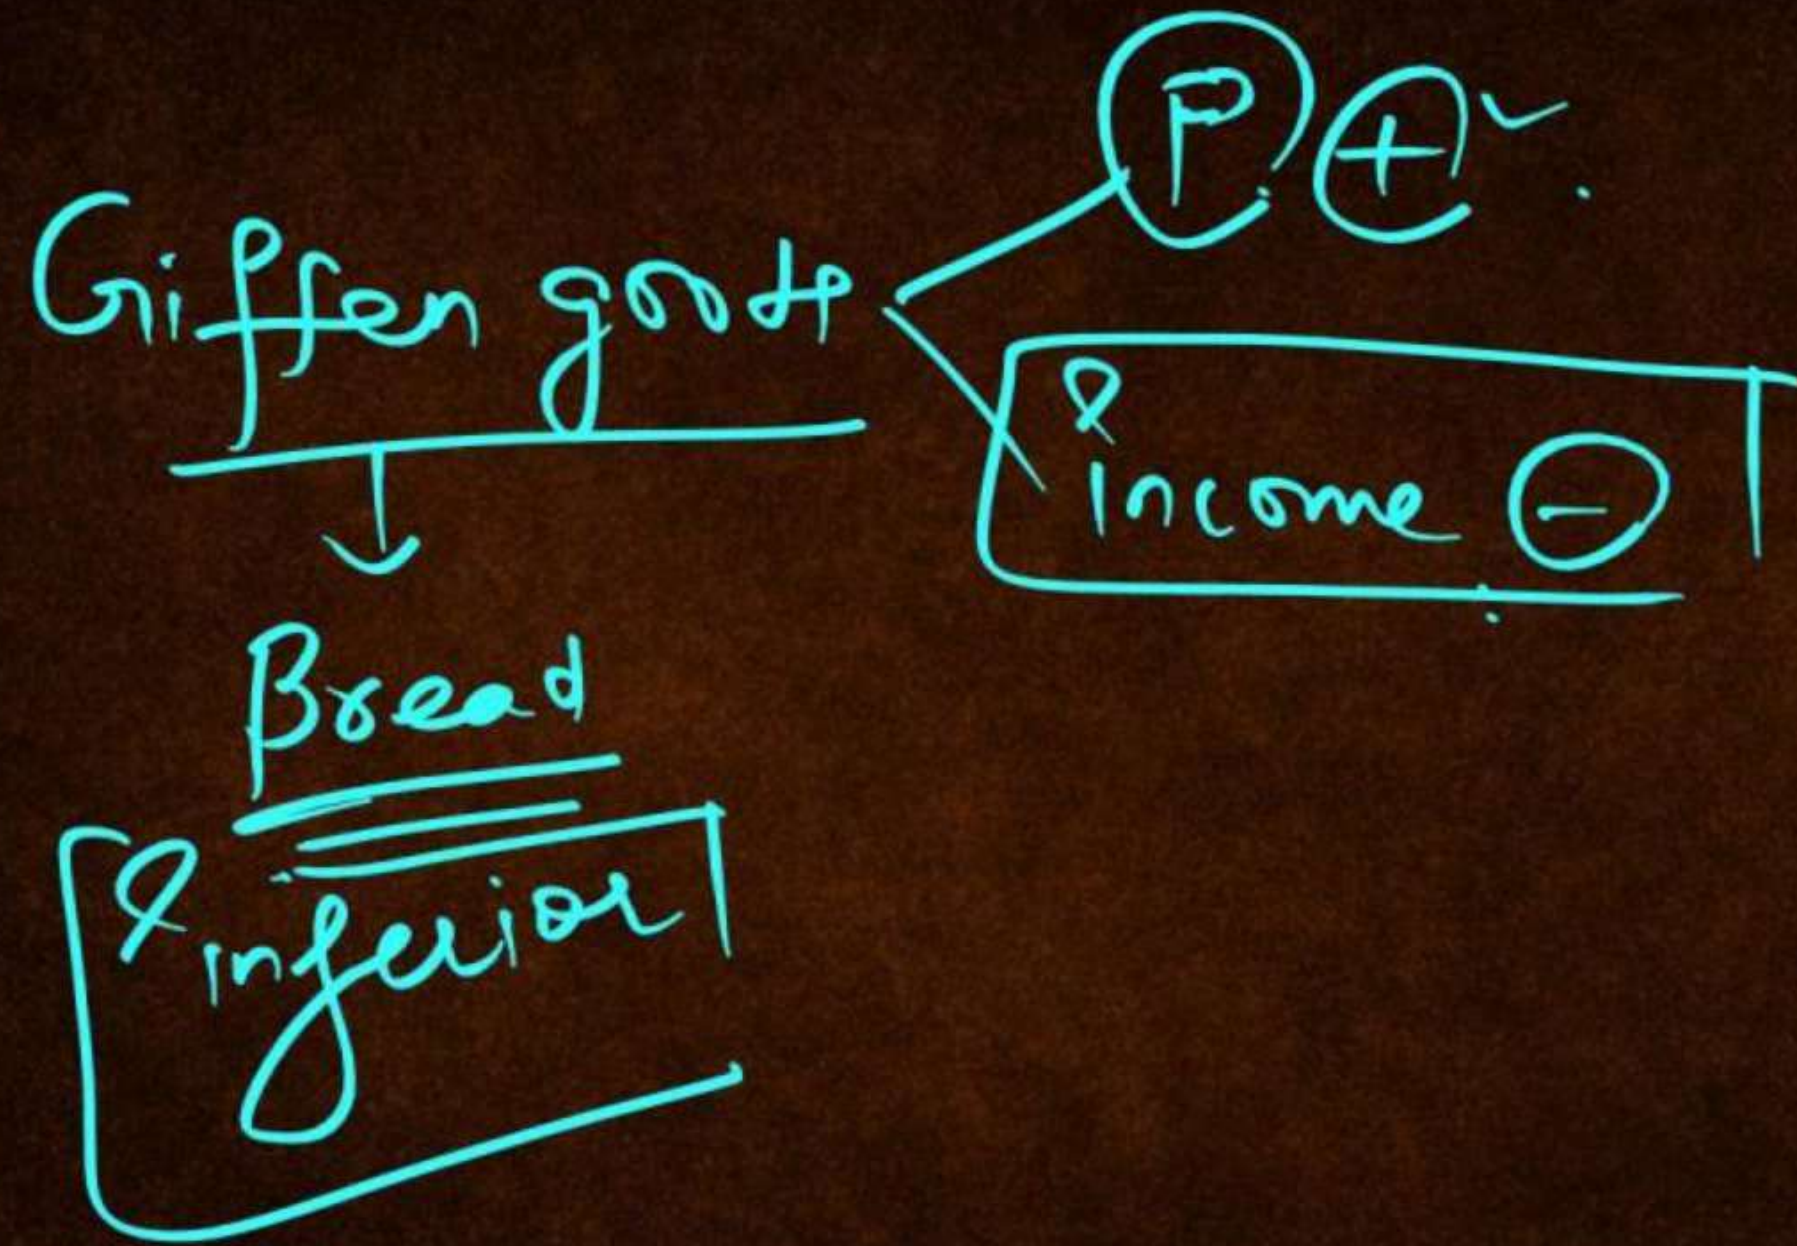 P +
Giffen goods
&
income -
Bread
& inferior